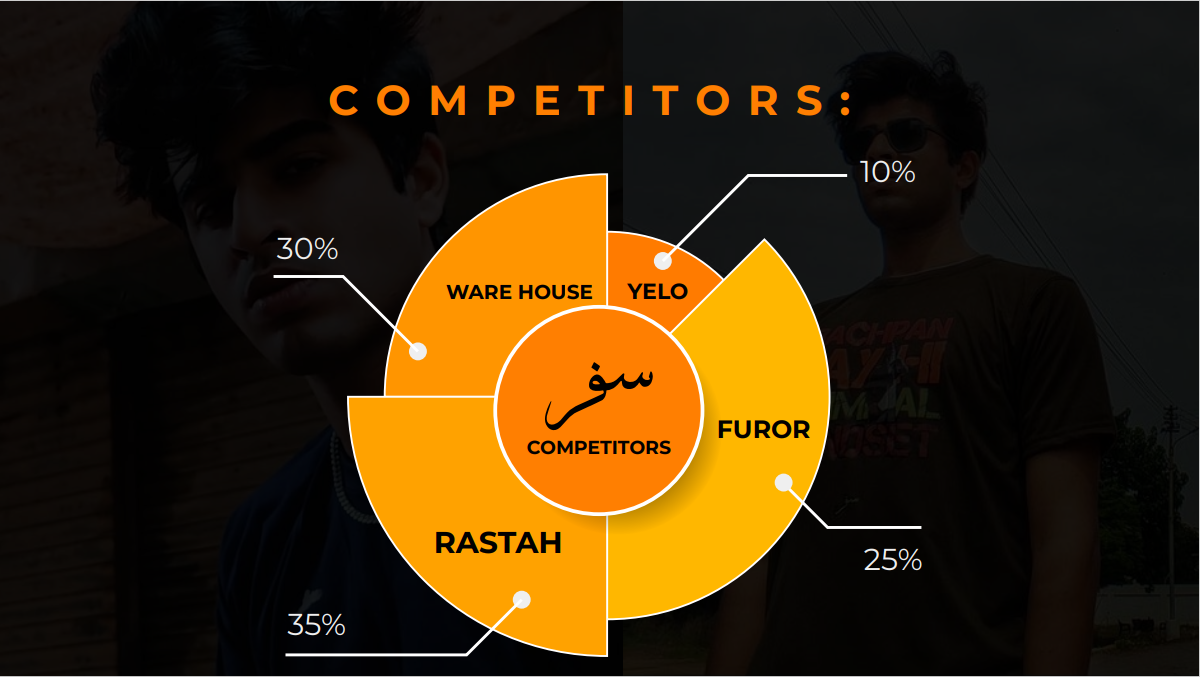 COMPETITORS:
10%
30%
WARE HOUSE
YELO
سفر
COMPETITORS
FUROR
RASTAH
25%
35%